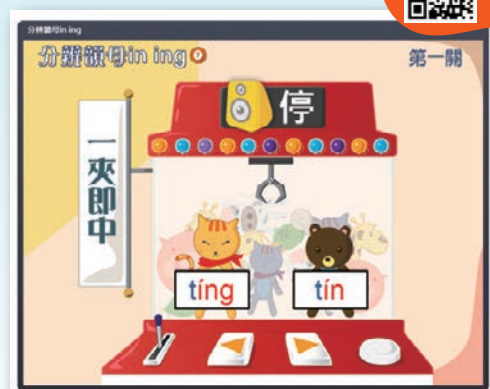 分辨韻母in ing
分辨韻母in ing
第一關
停
一夾即中
tíng
tín